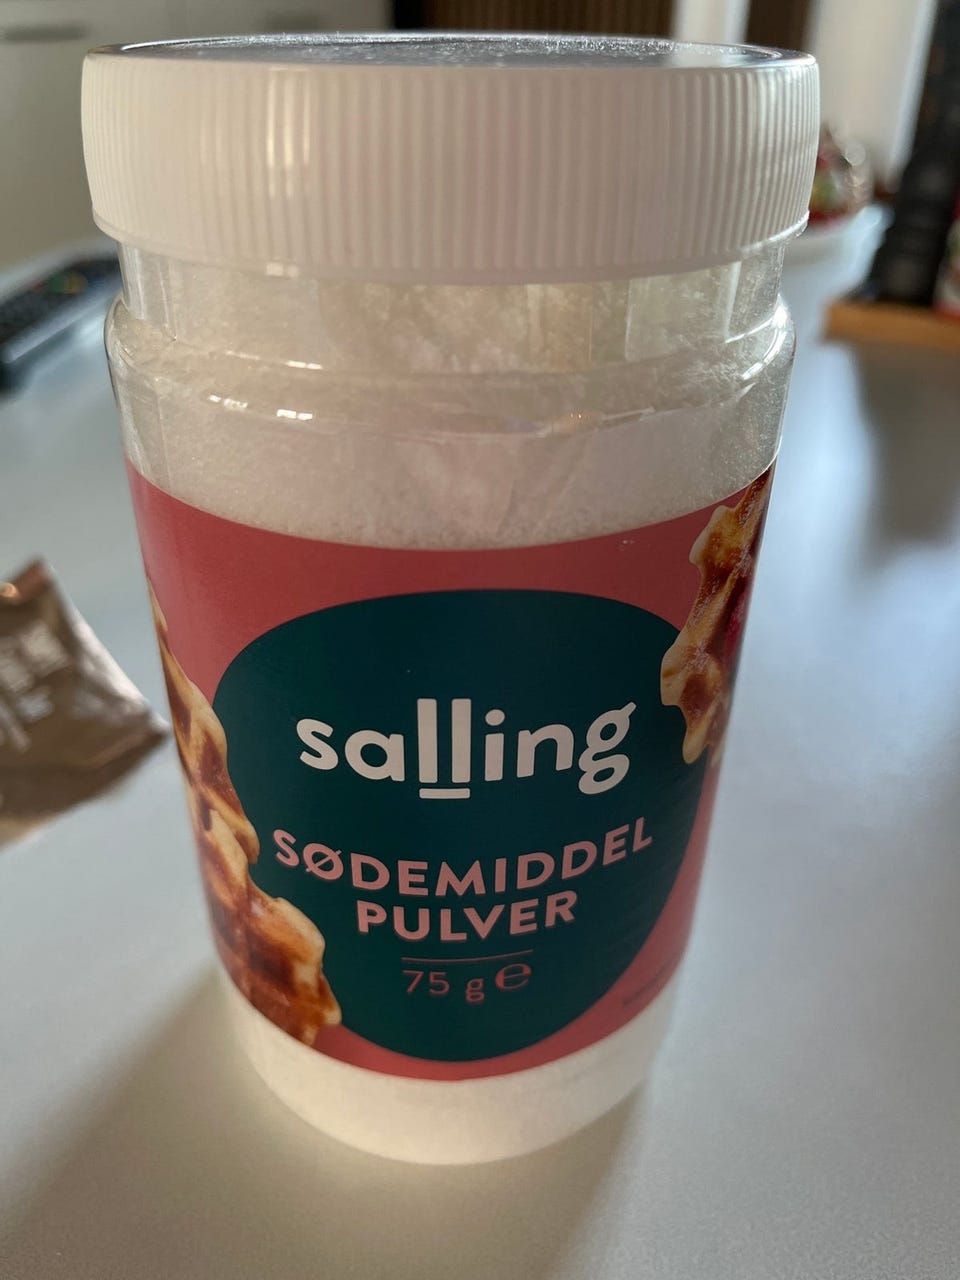 salling
SØDEMIDDEL
PULVER
75 g ℮